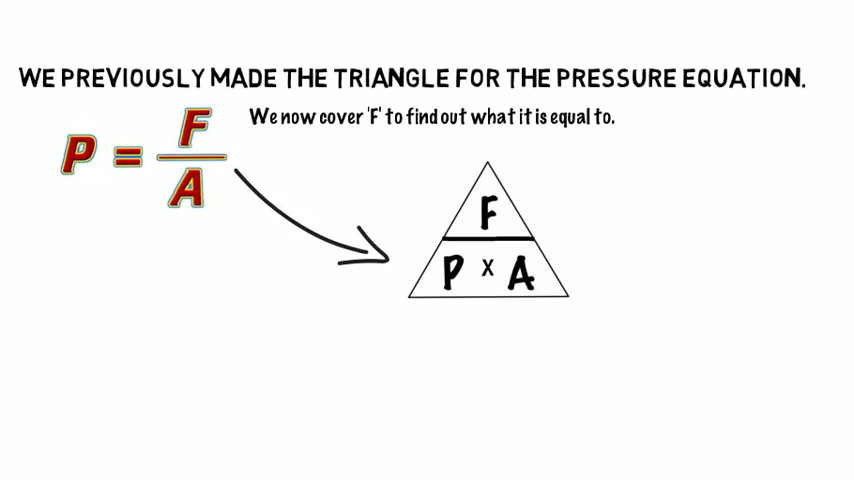 WE PREVIOUSLY MADE THE TRIANGLE FOR THE PRESSURE EQUATION.
We now cover 'F' to find out what it is equal to.
P = F
A
F
P x A